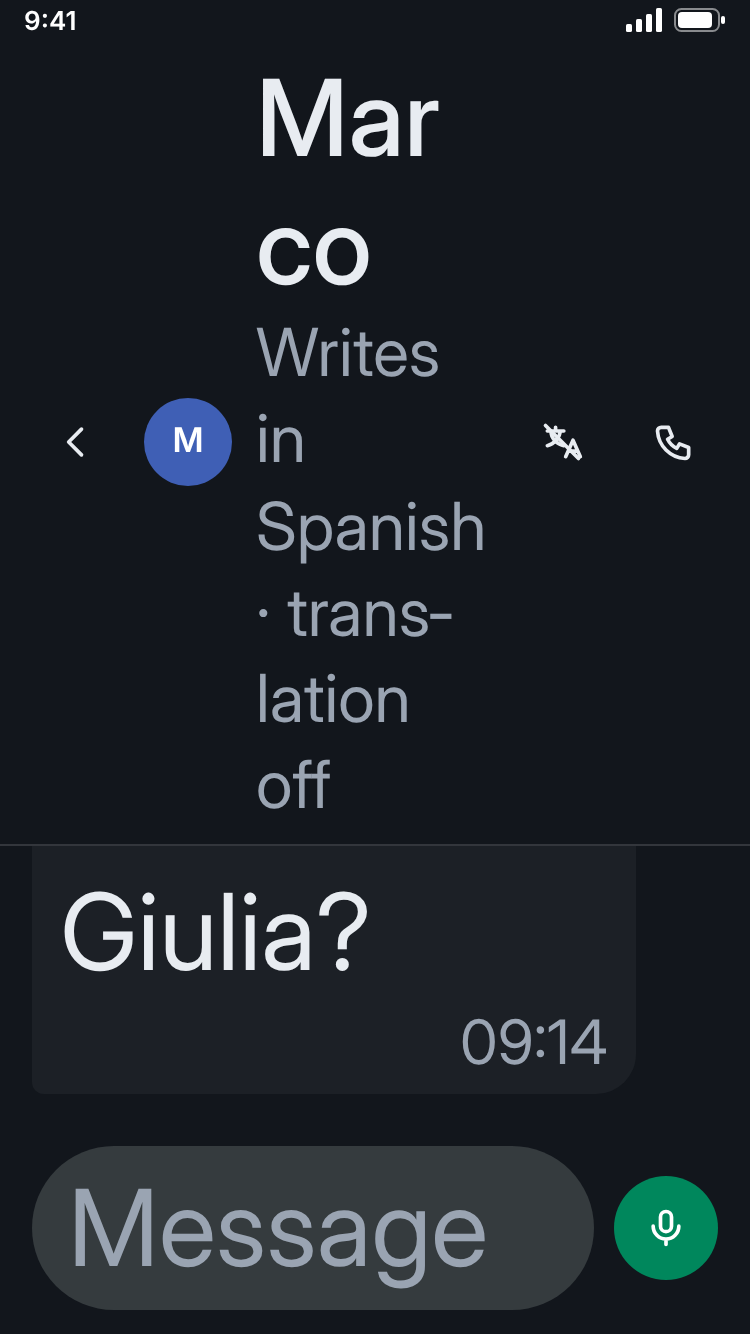 9:41
Mar
co
Writes
in
Spanish
· trans-
lation
off
M
Giulia?
09:14
Message